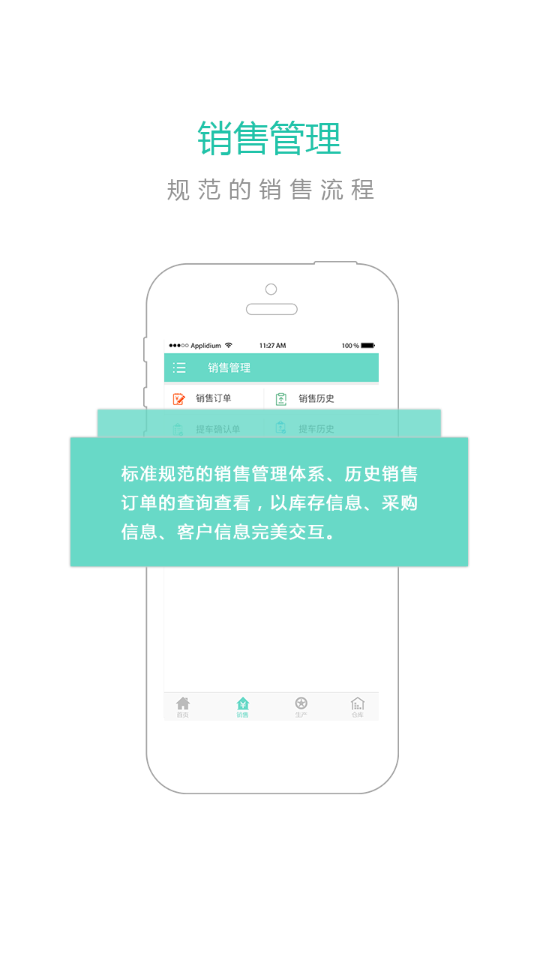 销售管理
规范的销售流程
Applidium 11:27 AM 100%
销售管理
销售订单 销售历史
提车确认单 提车历史
标准规范的销售管理体系、历史销售
订单的查询查看，以库存信息、采购
信息、客户信息完美交互。
首页 销售 生产 仓库